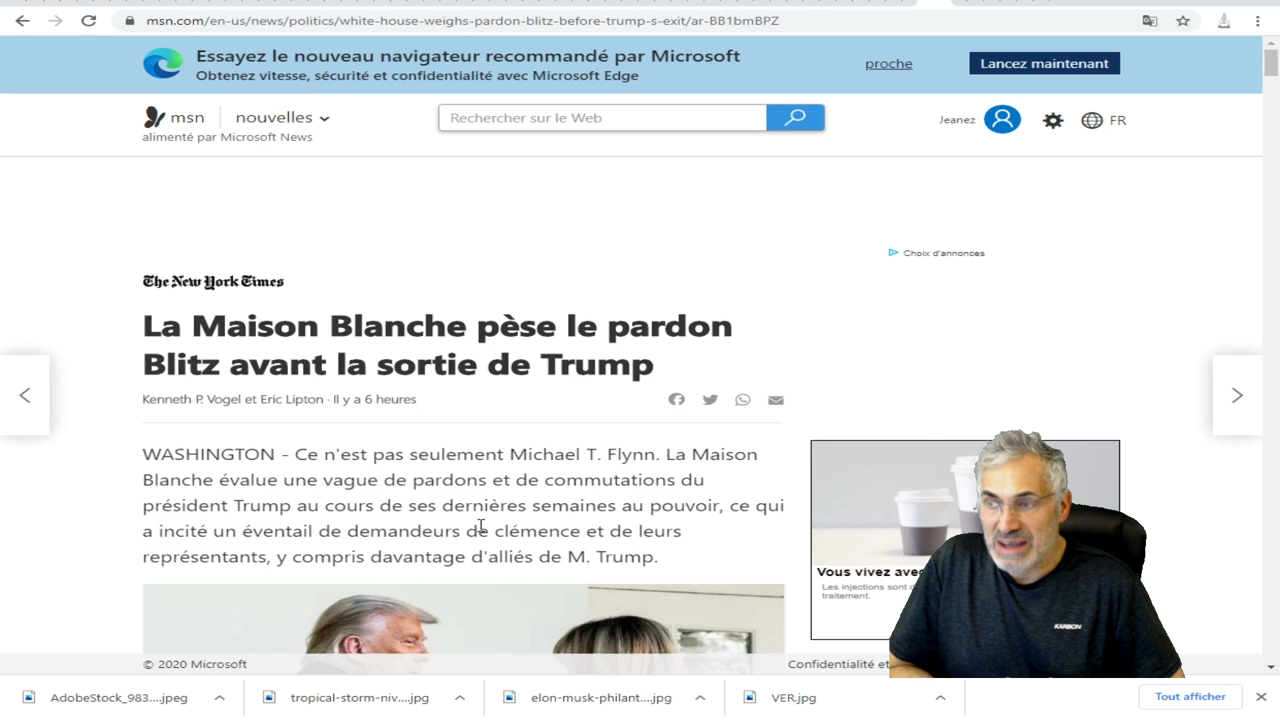 msn.com/en-us/news/politics/white-house-weighs-pardon-blitz-before-trump-s-exit/ar-BB1bmBPZ
Essayez le nouveau navigateur recommandé par Microsoft
Obtenez vitesse, sécurité et confidentialité avec Microsoft Edge
proche
Lancez maintenant
msn
nouvelles
Rechercher sur le Web
Jeanez
FR
alimenté par Microsoft News
Choix d'annonces
The New York Times
La Maison Blanche pèse le pardon
Blitz avant la sortie de Trump
Kenneth P. Vogel et Eric Lipton · Il y a 6 heures
WASHINGTON - Ce n'est pas seulement Michael T. Flynn. La Maison
Blanche évalue une vague de pardons et de commutations du
président Trump au cours de ses dernières semaines au pouvoir, ce qui
a incité un éventail de demandeurs de clémence et de leurs
représentants, y compris davantage d'alliés de M. Trump.
Vous vivez avec
Les injections sont
traitement.
KARBON
© 2020 Microsoft
Confidentialité et
AdobeStock_983....jpeg
tropical-storm-niv....jpg
elon-musk-philant....jpg
VER.jpg
Tout afficher